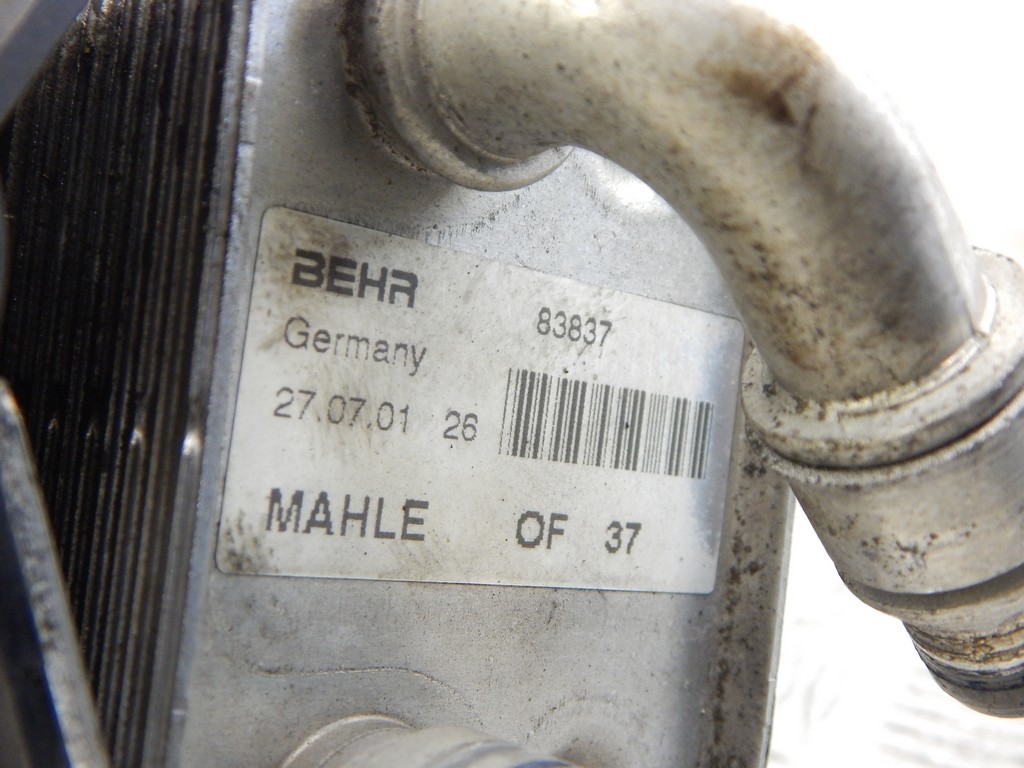 BEHR
83837
Germany
27.07.01 26
MAHLE OF 37